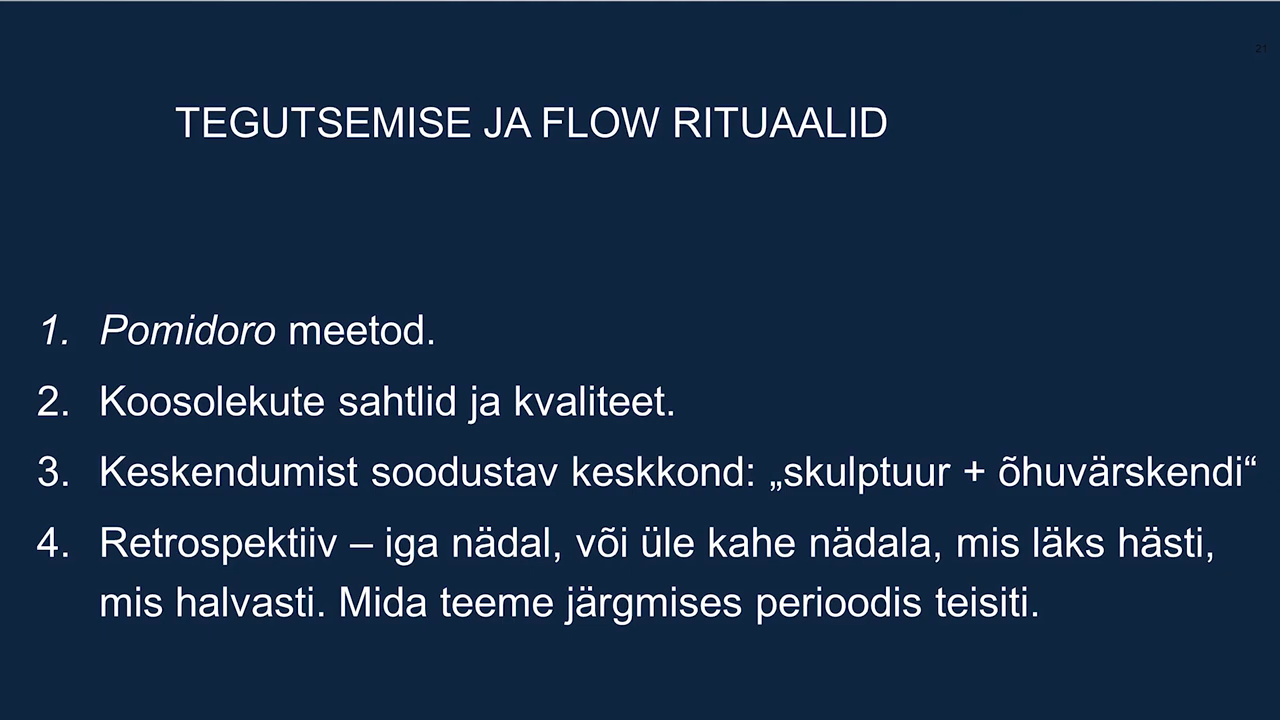 21
TEGUTSEMISE JA FLOW RITUAALID
1. Pomidoro meetod.
2. Koosolekute sahtlid ja kvaliteet.
3. Keskendumist soodustav keskkond: „skulptuur + õhuvärskendi“
4. Retrospektiiv – iga nädal, või üle kahe nädala, mis läks hästi,
mis halvasti. Mida teeme järgmises perioodis teisiti.